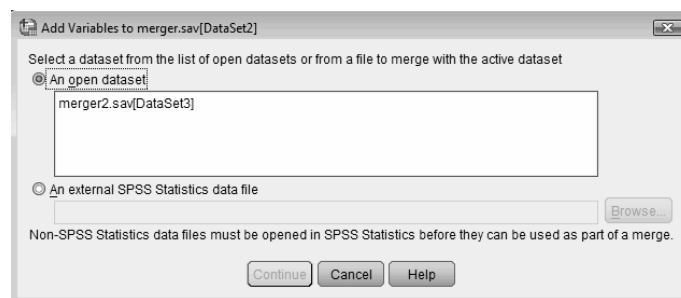 Add Variables to merger.sav[DataSet2]
Select a dataset from the list of open datasets or from a file to merge with the active dataset
An open dataset
merger2.sav[DataSet3]
An external SPSS Statistics data file
Browse...
Non-SPSS Statistics data files must be opened in SPSS Statistics before they can be used as part of a merge.
Continue Cancel Help